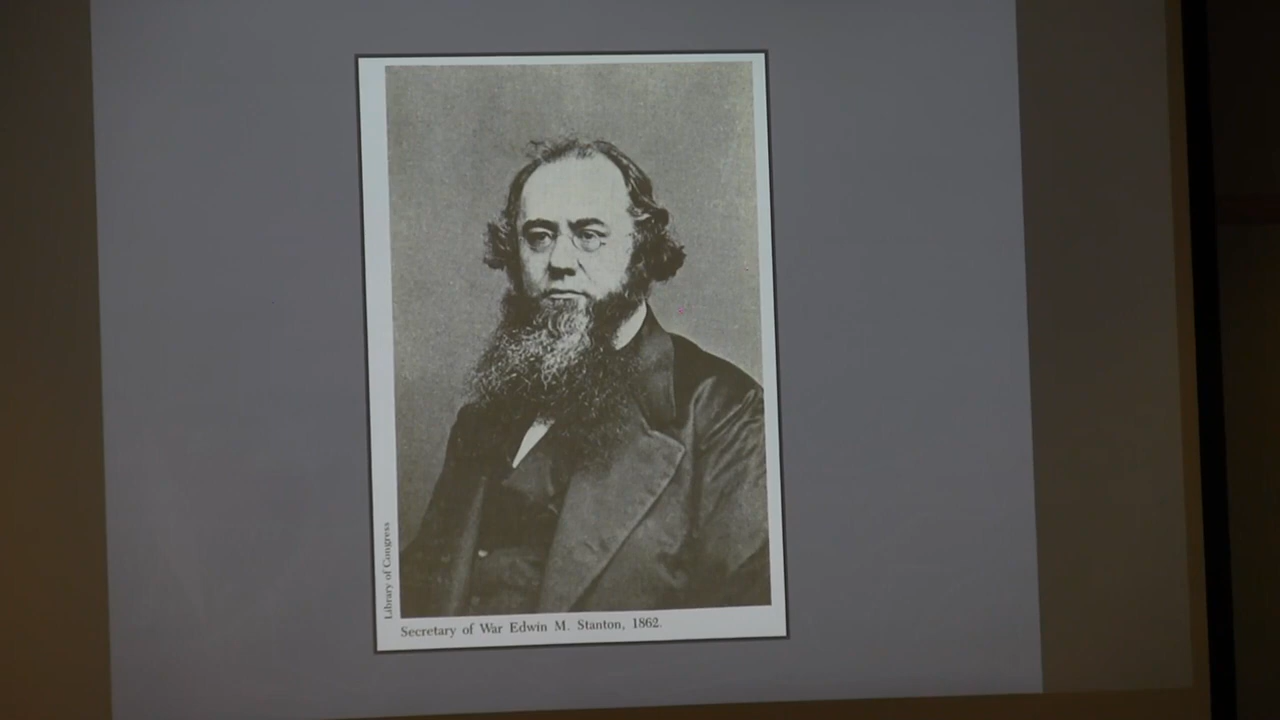 Library of Congress
Secretary of War Edwin M. Stanton, 1862.